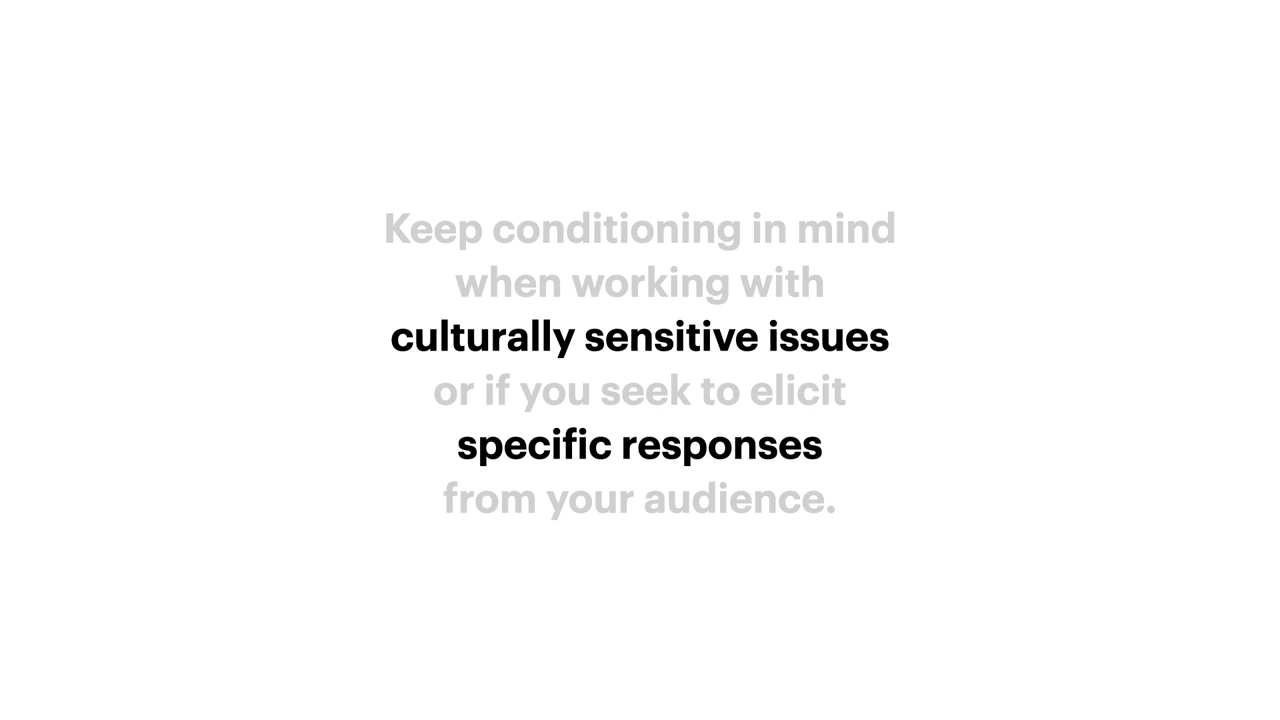 Keep conditioning in mind
when working with
culturally sensitive issues
or if you seek to elicit
specific responses
from your audience.